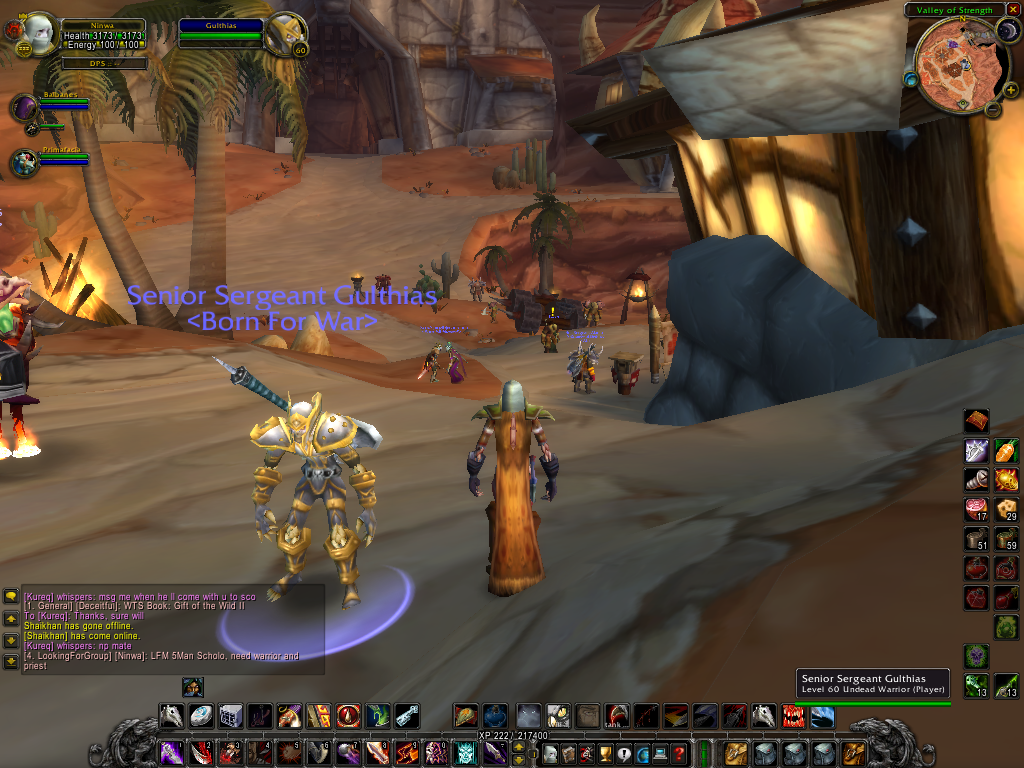 Ninwa
Health 3173 / 3173
Energy 100 / 100
DPS :: --
Gulthias
60
Valley of Strength
N
Balbanes
Primafacia
Senior Sergeant Gulthias
<Born For War>
17
29
51
59
13
13
[Kureq] whispers: msg me when he ll come with u to sco
[1. General] [Deceitful]: WTS Book: Gift of the Wild II
To [Kureq]: Thanks, sure will
Shaikhan has gone offline.
[Shaikhan] has come online.
[Kureq] whispers: np mate
[4. LookingForGroup] [Ninwa]: LFM 5Man Scholo, need warrior and
priest
Senior Sergeant Gulthias
Level 60 Undead Warrior (Player)
tank
XP 222 / 217400